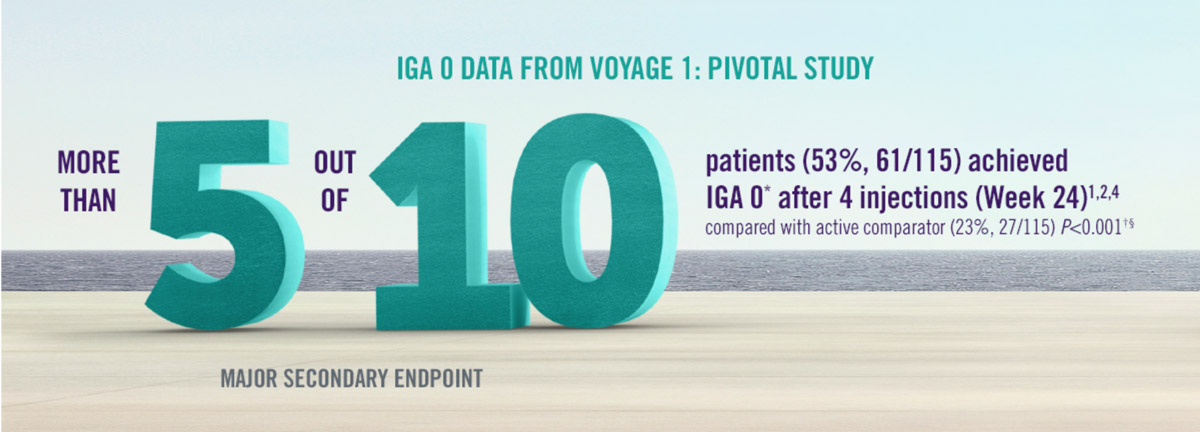 IGA 0 DATA FROM VOYAGE 1: PIVOTAL STUDY
MORE
THAN
5
OUT
OF
10
patients (53%, 61/115) achieved
IGA 0* after 4 injections (Week 24)1,2,4
compared with active comparator (23%, 27/115) P<0.001†§
MAJOR SECONDARY ENDPOINT